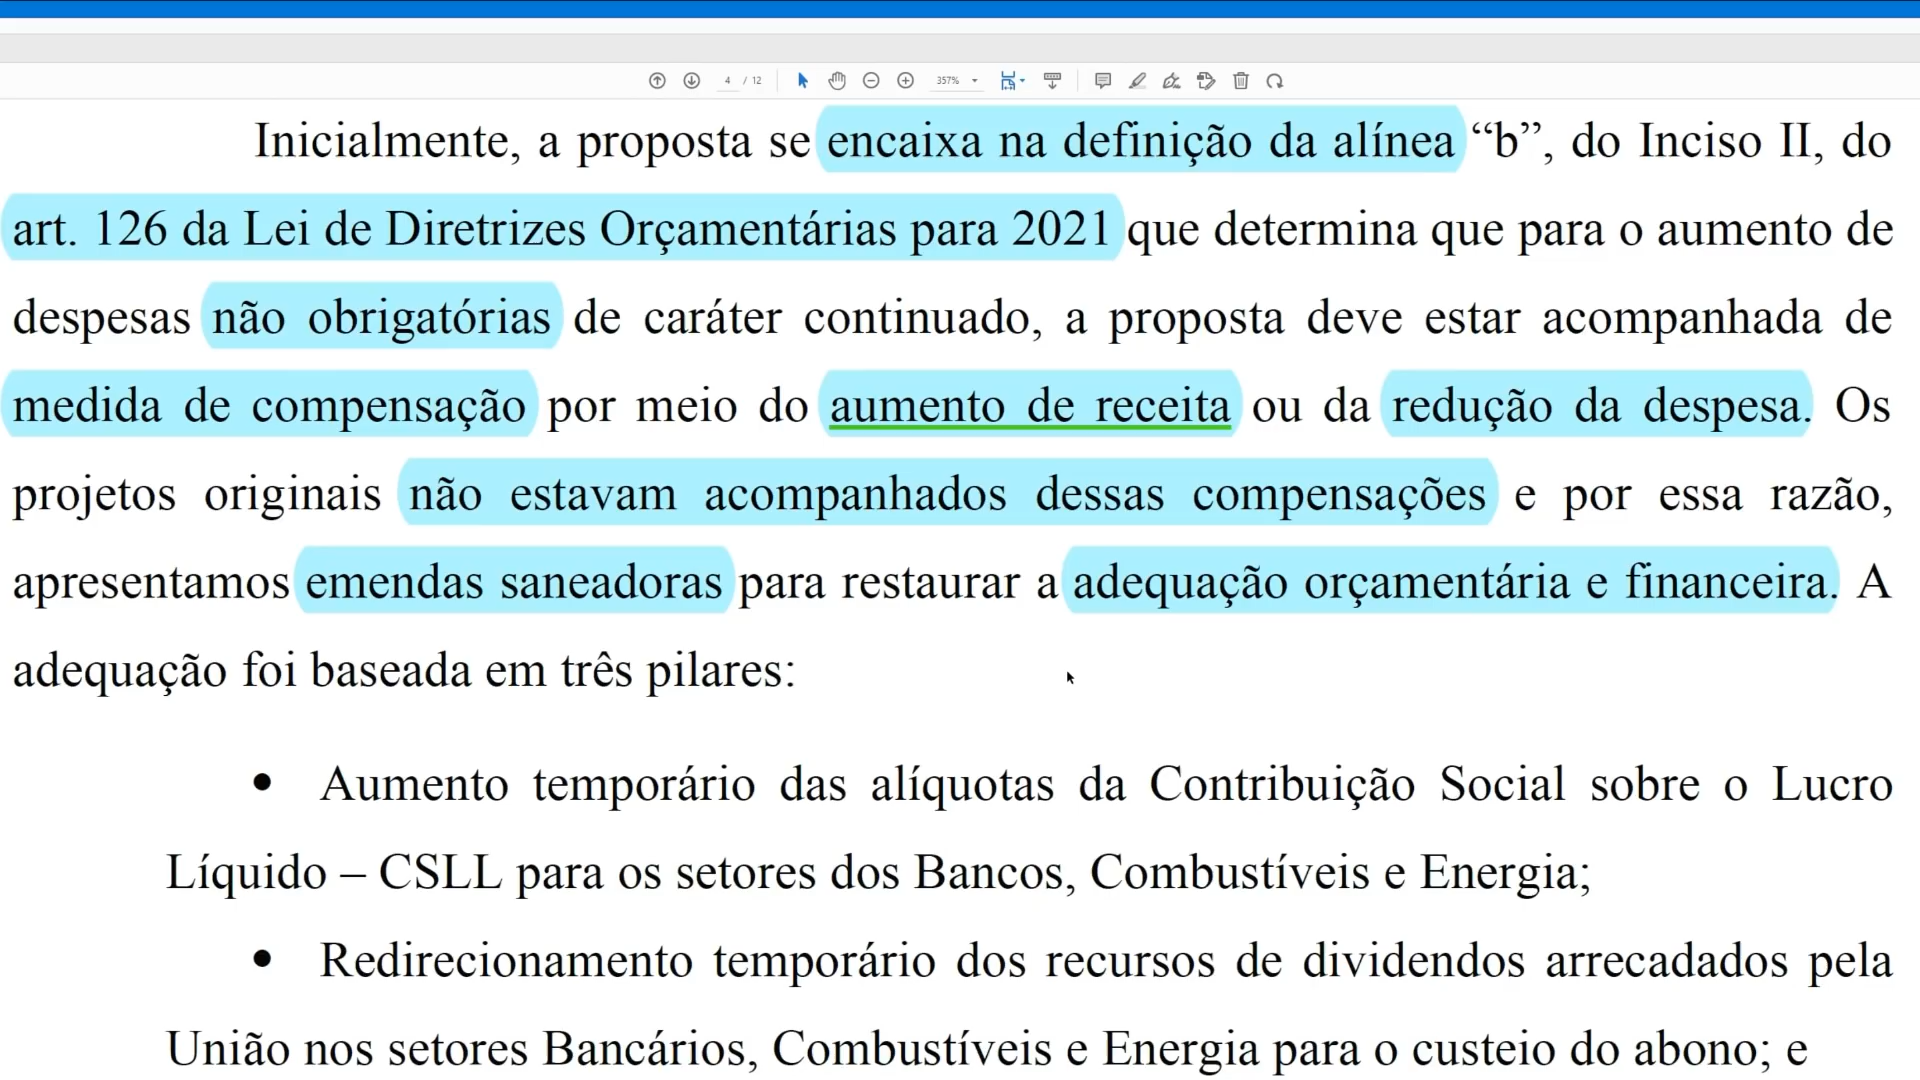 4 / 12
357%
Inicialmente, a proposta se encaixa na definição da alínea “b”, do Inciso II, do
art. 126 da Lei de Diretrizes Orçamentárias para 2021 que determina que para o aumento de
despesas não obrigatórias de caráter continuado, a proposta deve estar acompanhada de
medida de compensação por meio do aumento de receita ou da redução da despesa. Os
projetos originais não estavam acompanhados dessas compensações e por essa razão,
apresentamos emendas saneadoras para restaurar a adequação orçamentária e financeira. A
adequação foi baseada em três pilares:
• Aumento temporário das alíquotas da Contribuição Social sobre o Lucro
Líquido – CSLL para os setores dos Bancos, Combustíveis e Energia;
• Redirecionamento temporário dos recursos de dividendos arrecadados pela
União nos setores Bancários, Combustíveis e Energia para o custeio do abono; e